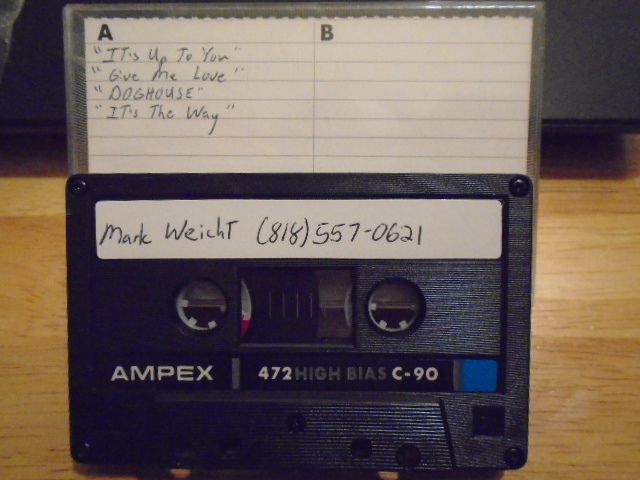 A B
"IT's Up To You"
"Give Me Love"
"DOGHOUSE"
"IT's The Way"
Mark Weicht (818) 557-0621
AMPEX 472 HIGH BIAS C-90